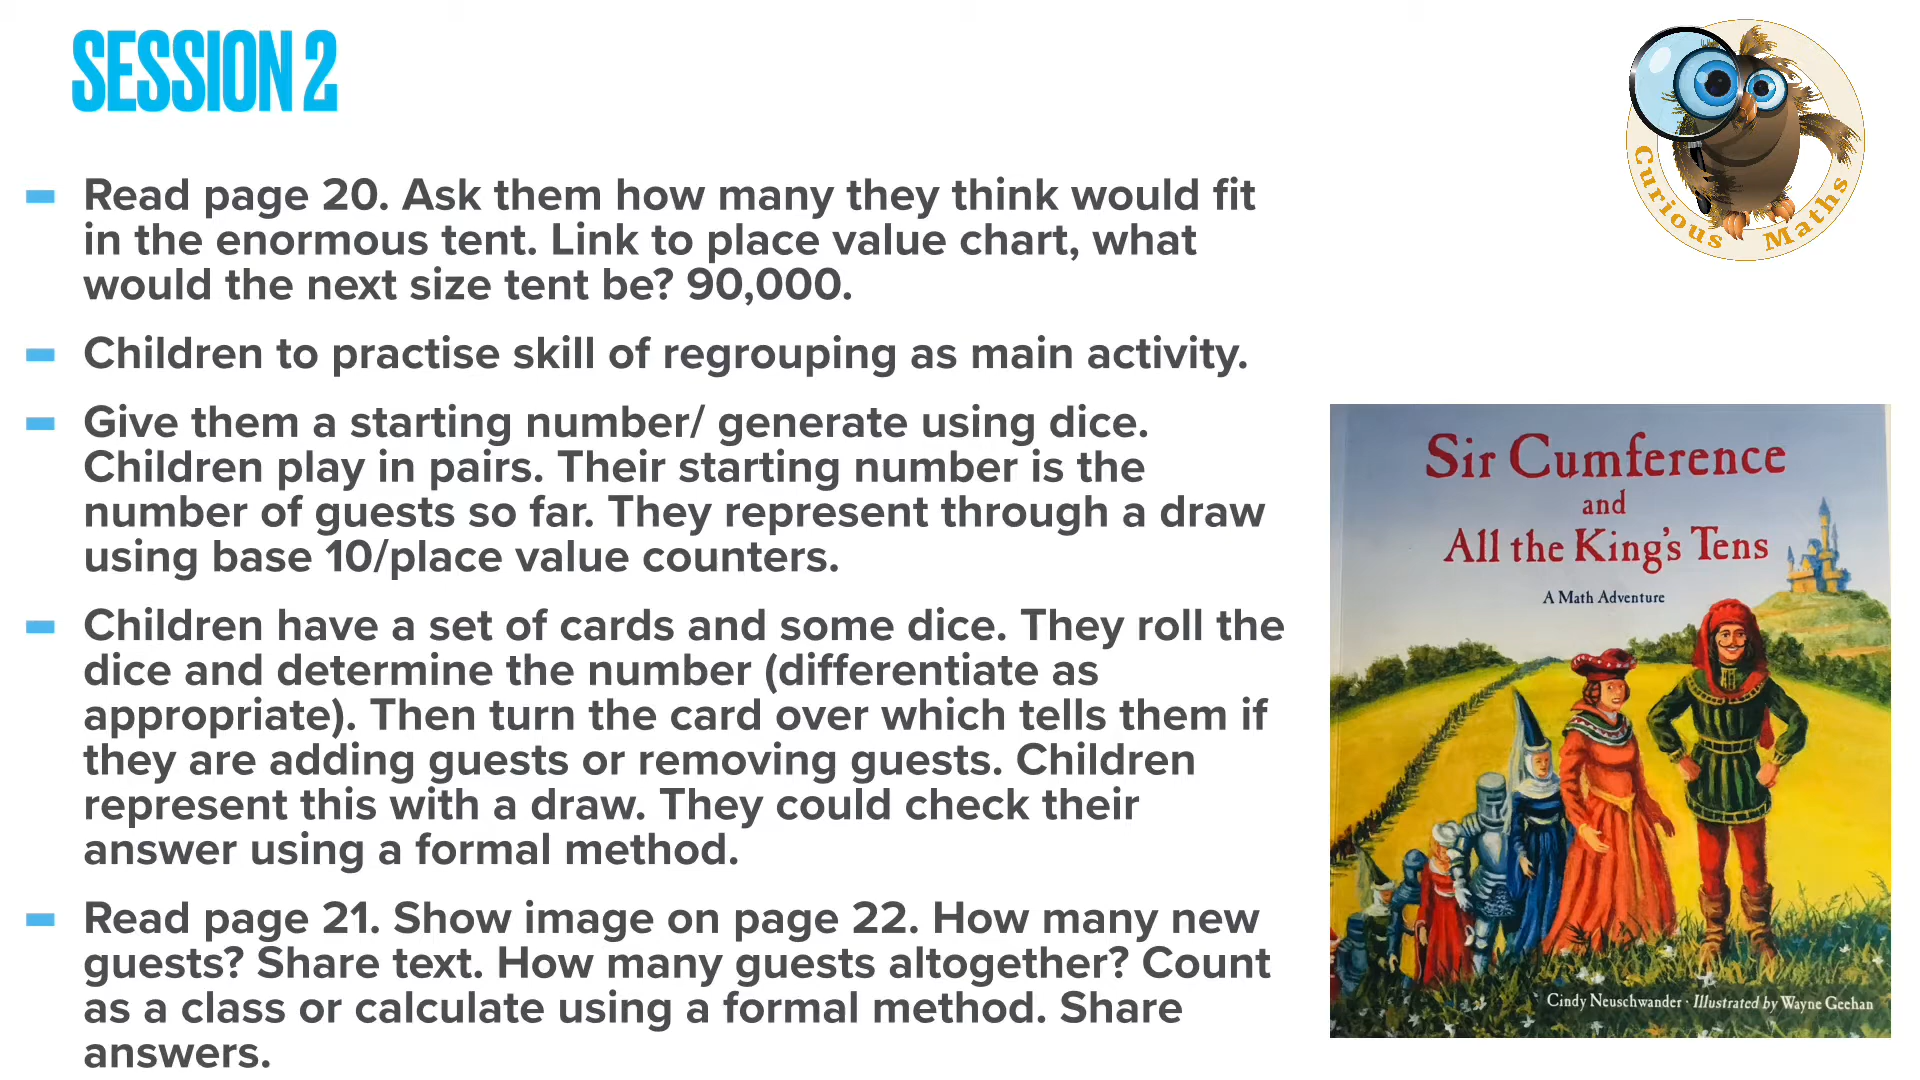 SESSION 2
Read page 20. Ask them how many they think would fit
in the enormous tent. Link to place value chart, what
would the next size tent be? 90,000.
Children to practise skill of regrouping as main activity.
Give them a starting number/ generate using dice.
Children play in pairs. Their starting number is the
number of guests so far. They represent through a draw
using base 10/place value counters.
Children have a set of cards and some dice. They roll the
dice and determine the number (differentiate as
appropriate). Then turn the card over which tells them if
they are adding guests or removing guests. Children
represent this with a draw. They could check their
answer using a formal method.
Read page 21. Show image on page 22. How many new
guests? Share text. How many guests altogether? Count
as a class or calculate using a formal method. Share
answers.
Curious Maths
Sir Cumference
and
All the King's Tens
A Math Adventure
Cindy Neuschwander · Illustrated by Wayne Geehan